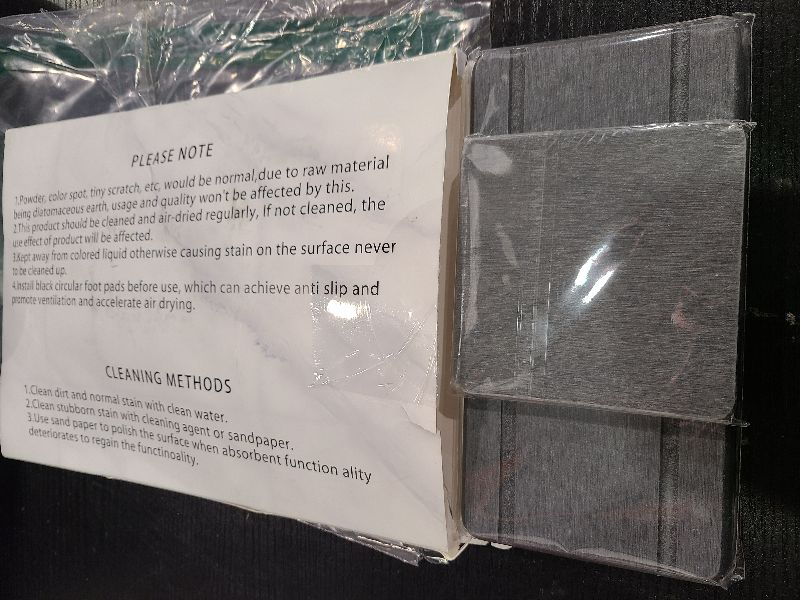 PLEASE NOTE
1.Powder, color spot, tiny scratch, etc, would be normal,due to raw material
being diatomaceous earth, usage and quality won't be affected by this.
2.This product should be cleaned and air-dried regularly, If not cleaned, the
use effect of product will be affected.
3.Kept away from colored liquid otherwise causing stain on the surface never
to be cleaned up.
4.Install black circular foot pads before use, which can achieve anti slip and
promote ventilation and accelerate air drying.
CLEANING METHODS
1.Clean dirt and normal stain with clean water.
2.Clean stubborn stain with cleaning agent or sandpaper.
3.Use sand paper to polish the surface when absorbent function ality
deteriorates to regain the functinoality.